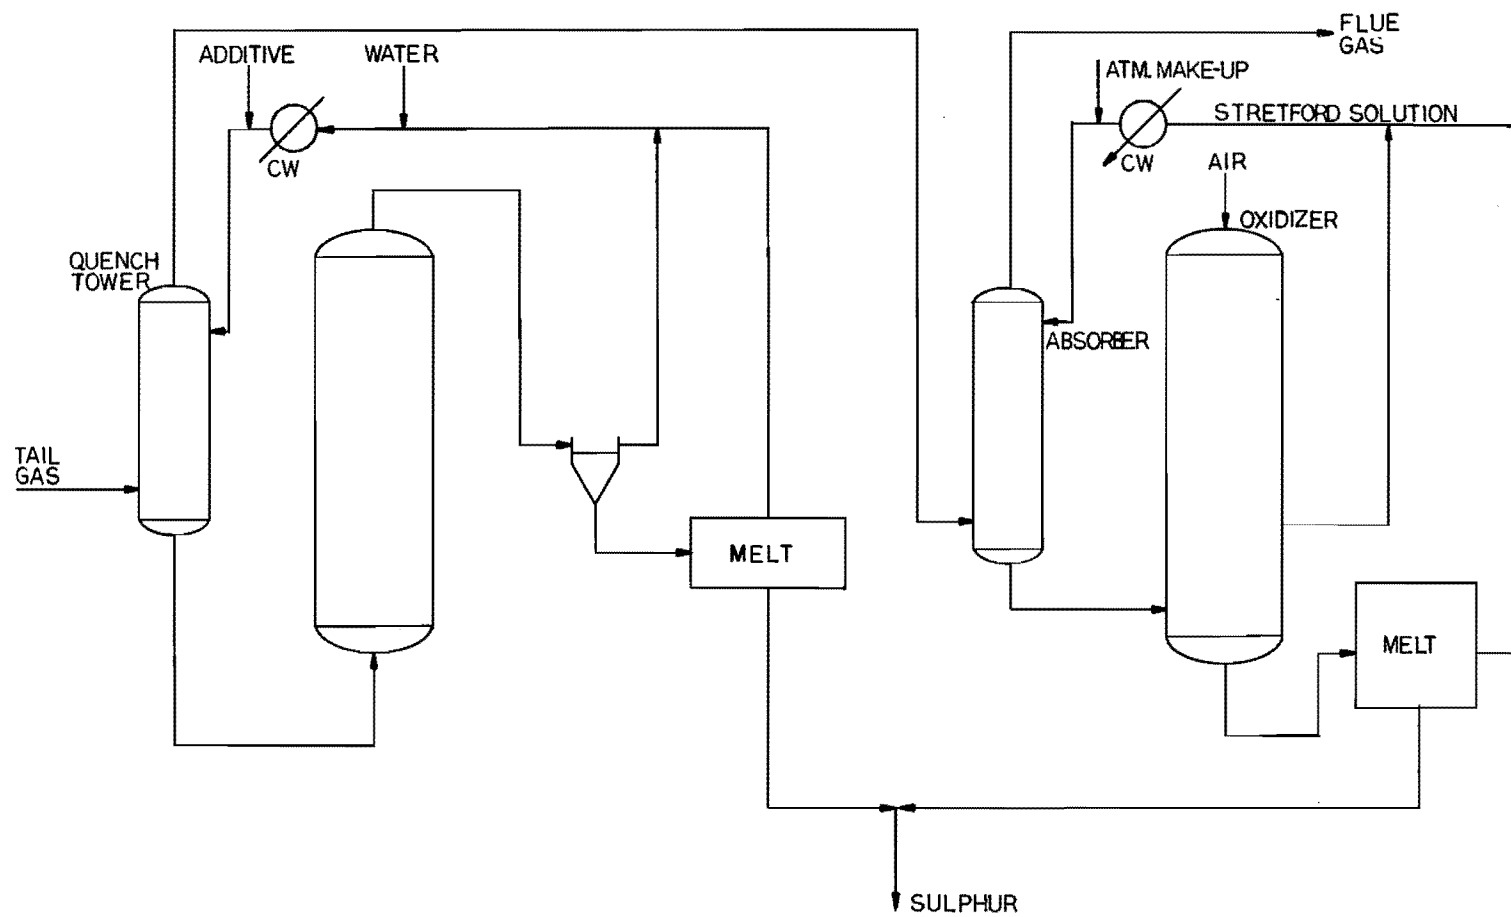 FLUE
GAS
ADDITIVE
WATER
ATM. MAKE-UP
STRETFORD SOLUTION
CW
CW
AIR
OXIDIZER
QUENCH
TOWER
ABSORBER
TAIL
GAS
MELT
MELT
SULPHUR